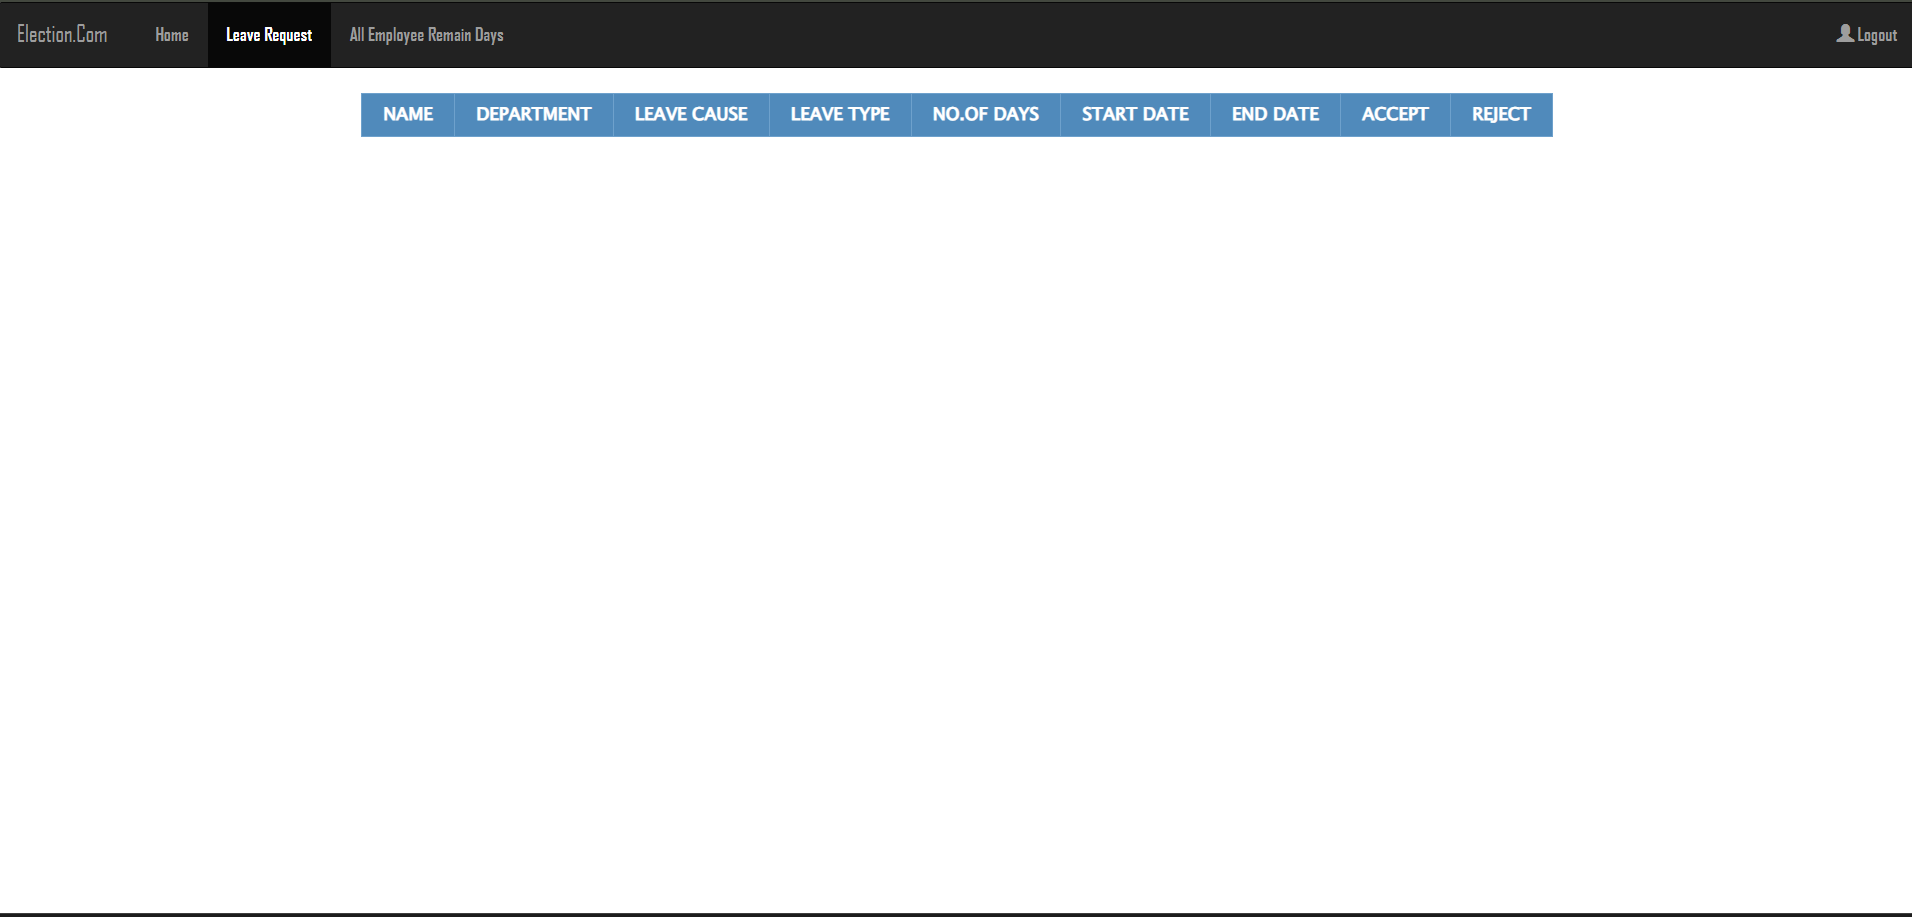 Election.Com Home Leave Request All Employee Remain Days Logout
NAME DEPARTMENT LEAVE CAUSE LEAVE TYPE NO.OF DAYS START DATE END DATE ACCEPT REJECT